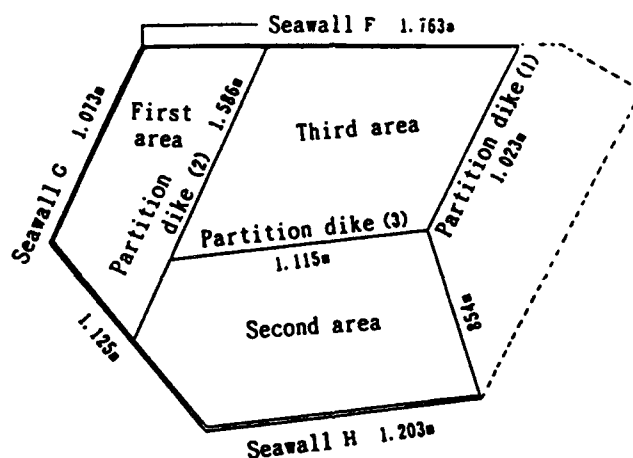 Seawall F 1.763m
Seawall G 1.073m
First area
Partition dike (2) 1.586m
Third area
Partition dike (1)
1.023m
Partition dike (3)
1.115m
1.125m
Second area
854m
Seawall H 1.203m